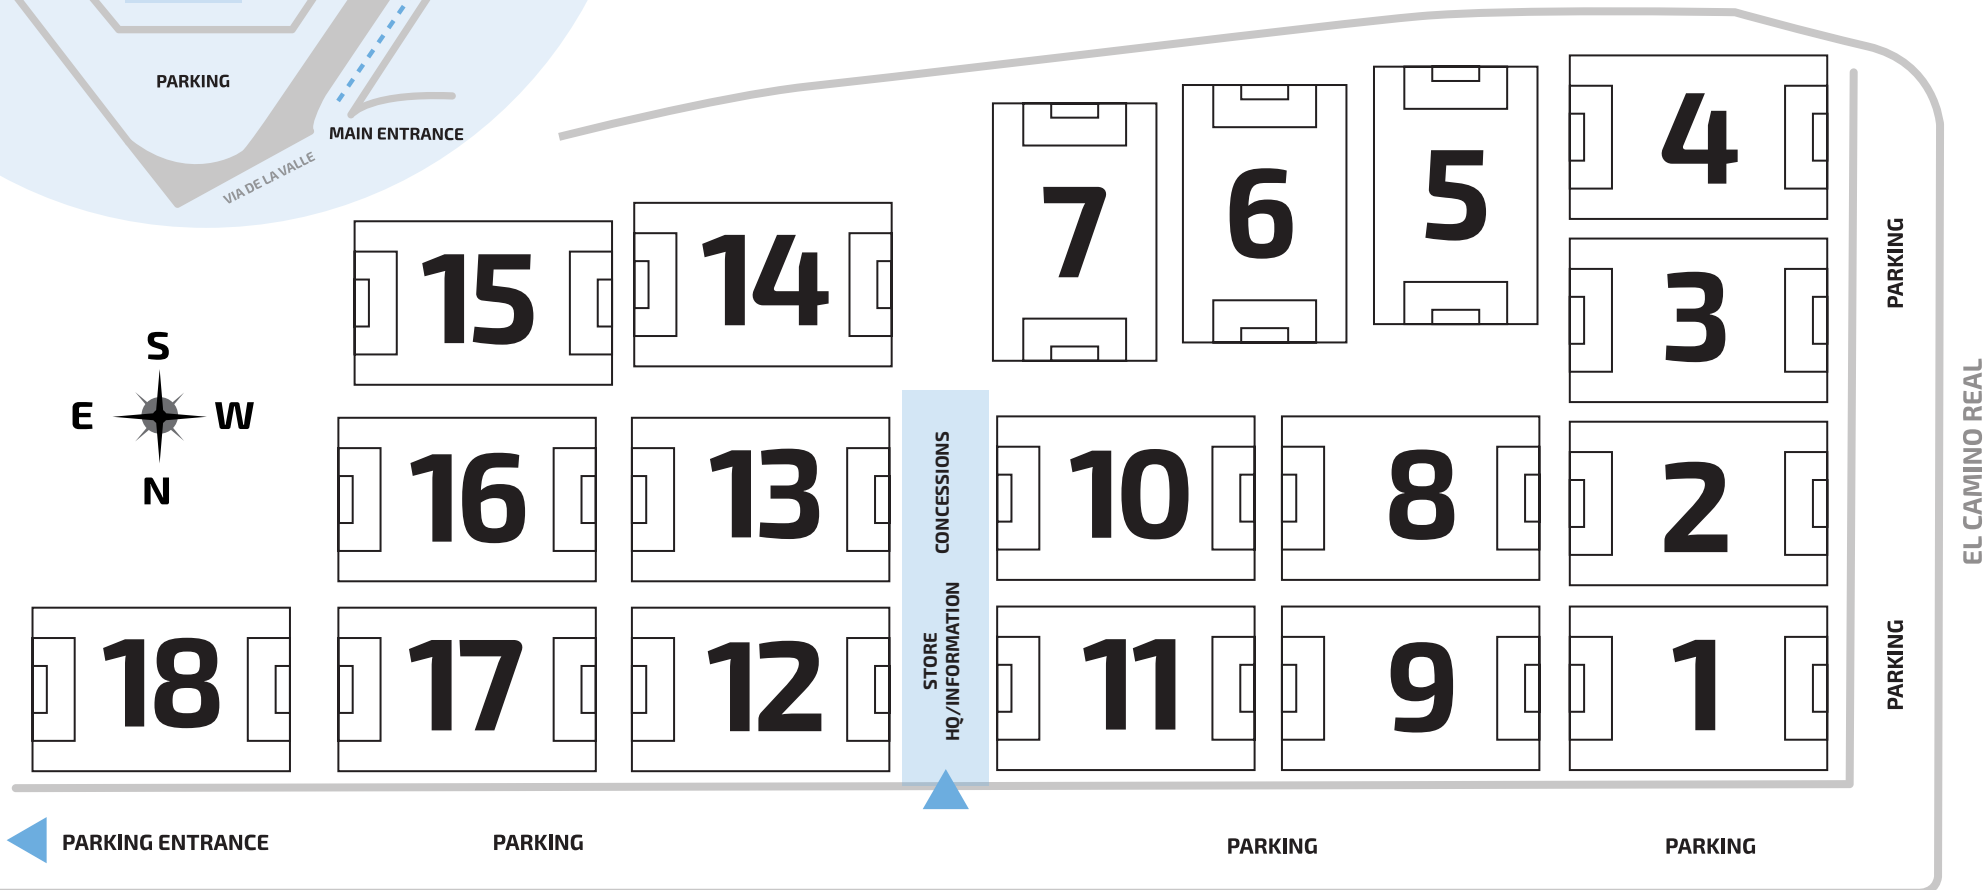 PARKING
MAIN ENTRANCE
VIA DE LA VALLE
4
5
6
7
PARKING
14
15
3
S
E W
N
EL CAMINO REAL
CONCESSIONS
16
13
10
8
2
STORE
HQ/INFORMATION
18
17
12
11
9
1
PARKING
PARKING ENTRANCE
PARKING
PARKING
PARKING